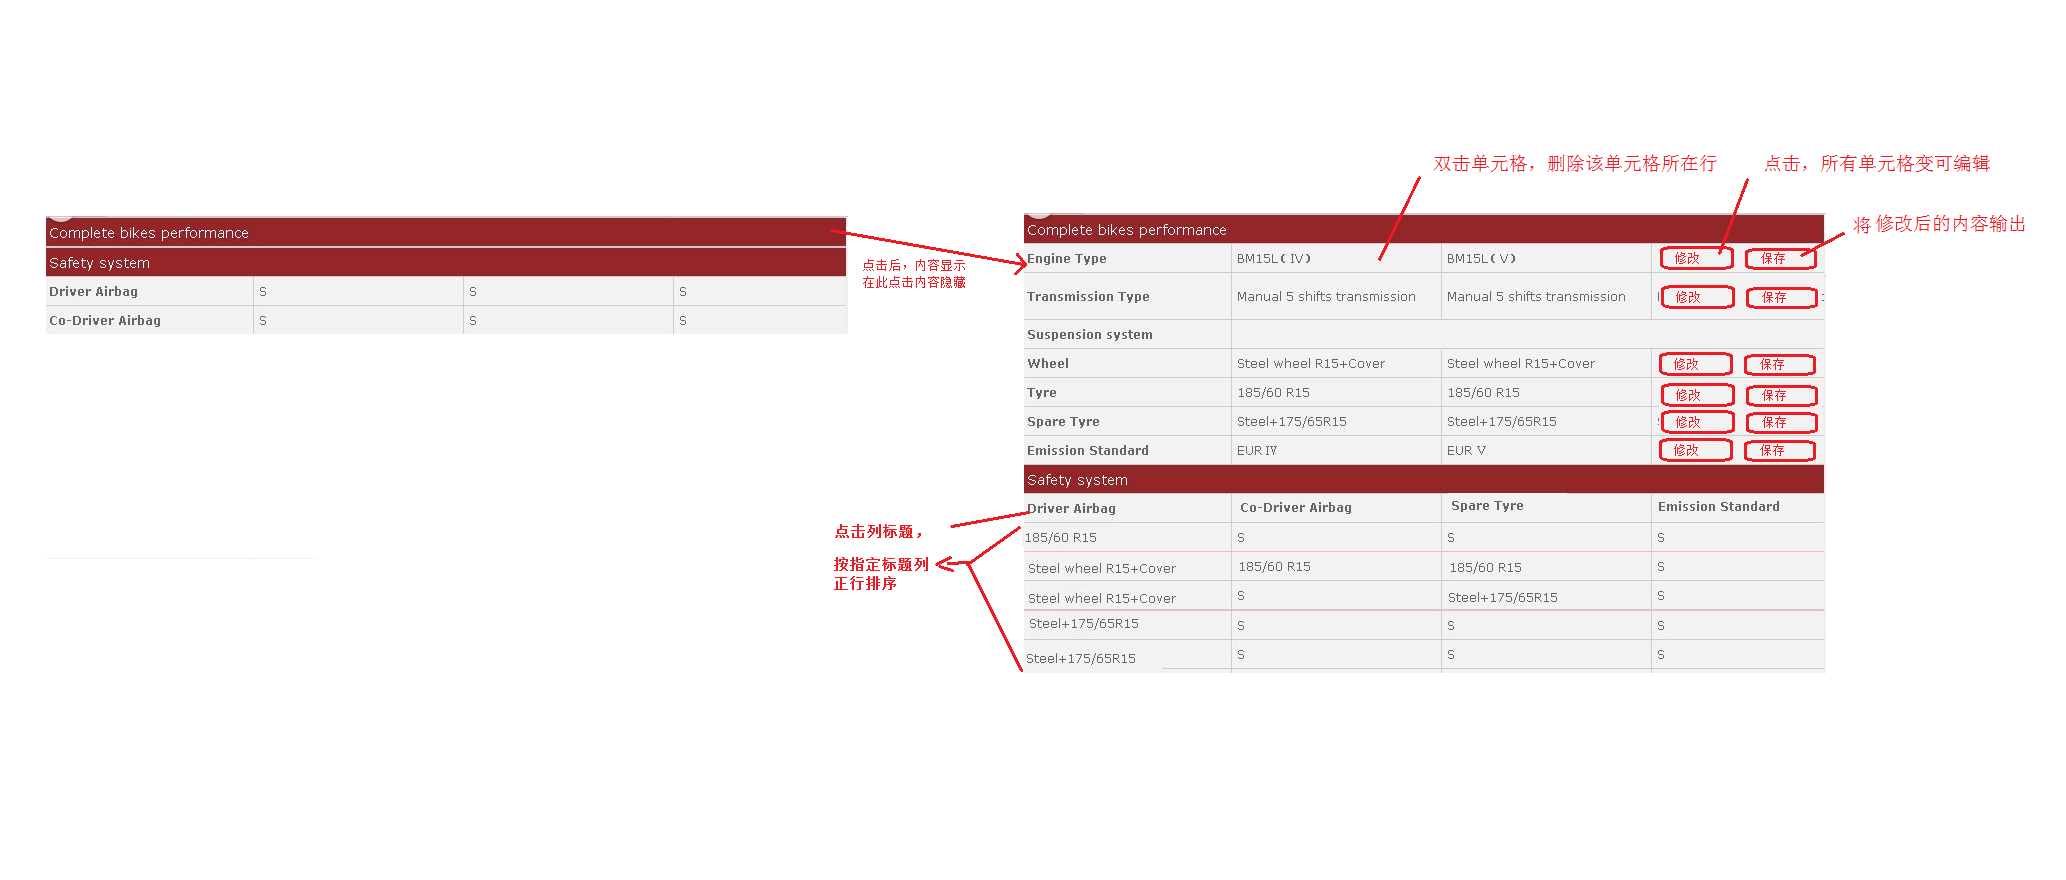 双击单元格，删除该单元格所在行
点击，所有单元格变可编辑
将 修改后的内容输出
Complete bikes performance
Safety system
Driver Airbag S S S
Co-Driver Airbag S S S
点击后，内容显示
在此点击内容隐藏
Complete bikes performance
Engine Type BM15L( IV) BM15L( V) 修改 保存
Transmission Type Manual 5 shifts transmission Manual 5 shifts transmission 修改 保存
Suspension system
Wheel Steel wheel R15+Cover Steel wheel R15+Cover 修改 保存
Tyre 185/60 R15 185/60 R15 修改 保存
Spare Tyre Steel+175/65R15 Steel+175/65R15 修改 保存
Emission Standard EUR Ⅳ EUR Ⅴ 修改 保存
Safety system
Driver Airbag Co-Driver Airbag Spare Tyre Emission Standard
185/60 R15 S S S
Steel wheel R15+Cover 185/60 R15 185/60 R15 S
Steel wheel R15+Cover S Steel+175/65R15 S
Steel+175/65R15 S S S
Steel+175/65R15 S S S
点击列标题，
按指定标题列
正行排序